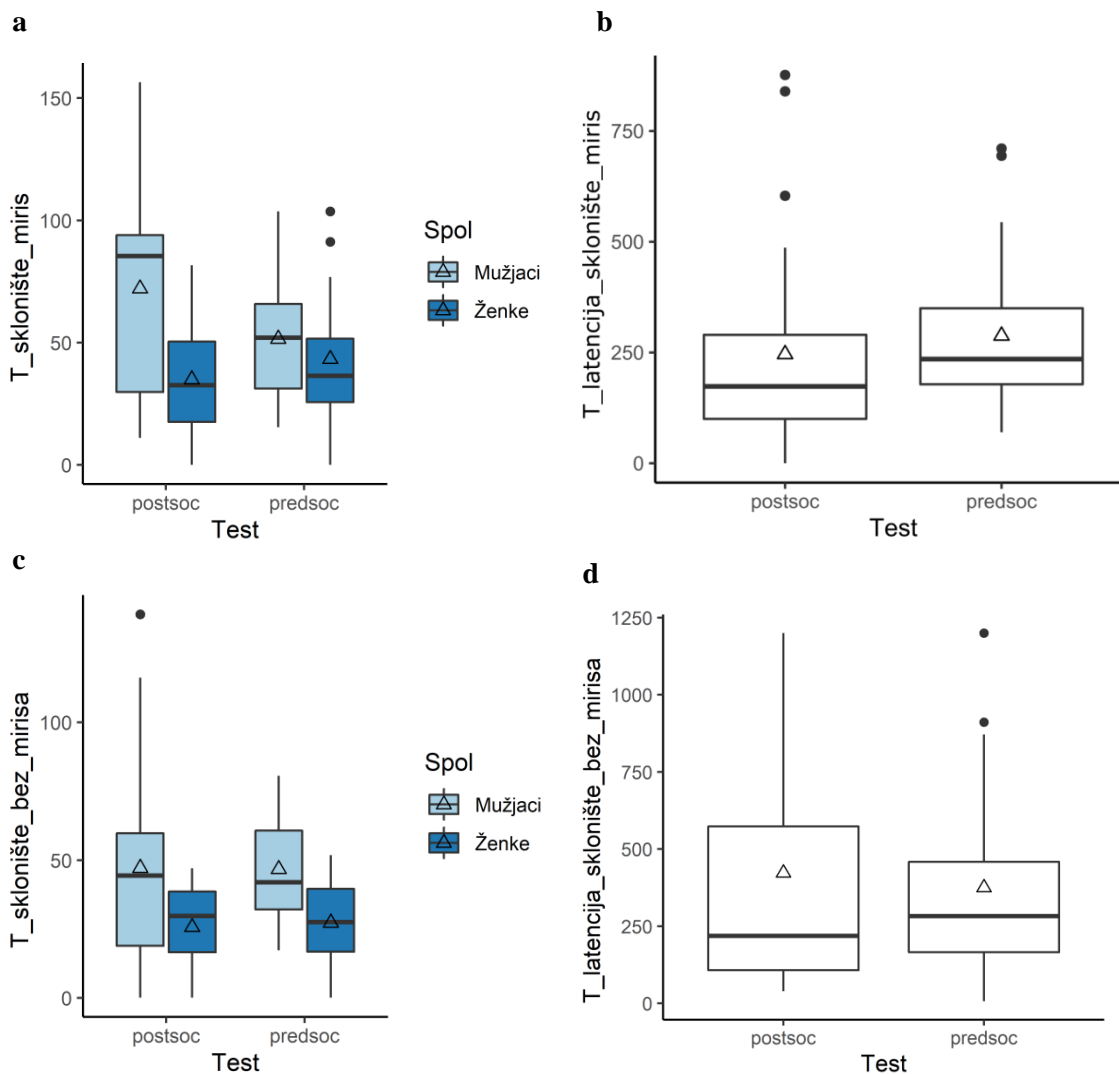 a
T_sklonište_miris
150
100
50
0
postsoc predsoc
Test
Spol
Mužjaci
Ženke
b
T_latencija_sklonište_miris
750
500
250
0
postsoc predsoc
Test
c
T_sklonište_bez_mirisa
100
50
0
postsoc predsoc
Test
Spol
Mužjaci
Ženke
d
T_latencija_sklonište_bez_mirisa
1250
1000
750
500
250
0
postsoc predsoc
Test